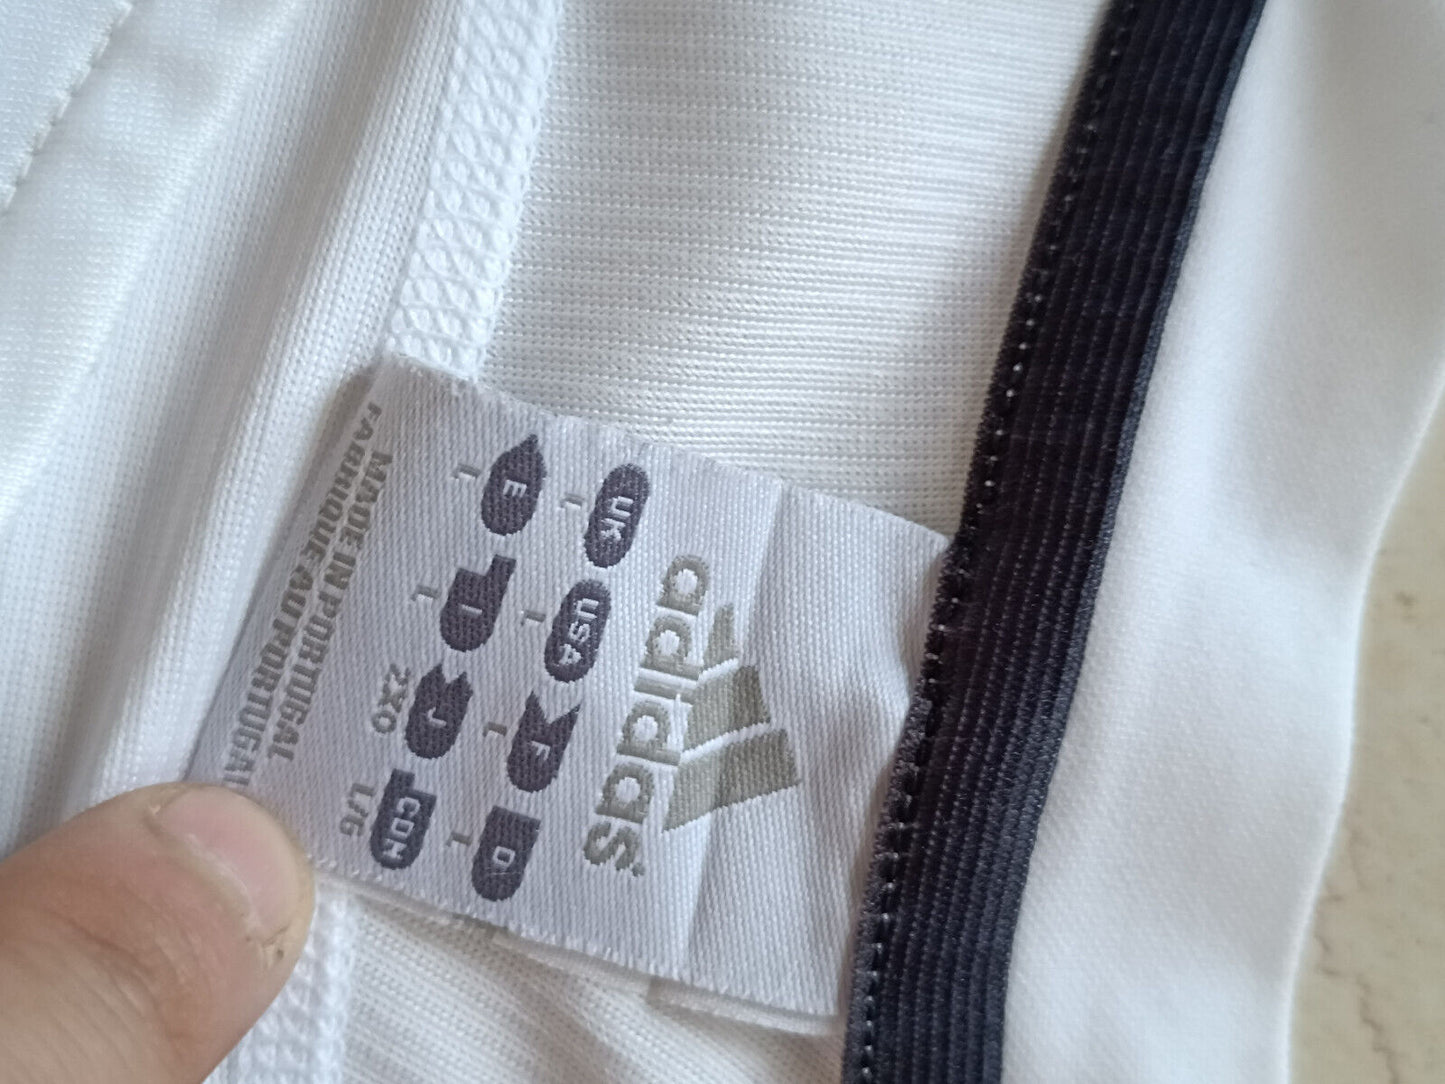 adidas
UK USA F D
L L L L
E I J CDN
L L 2XO L/G
MADE IN PORTUGAL
FABRIQUE AU PORTUGAL